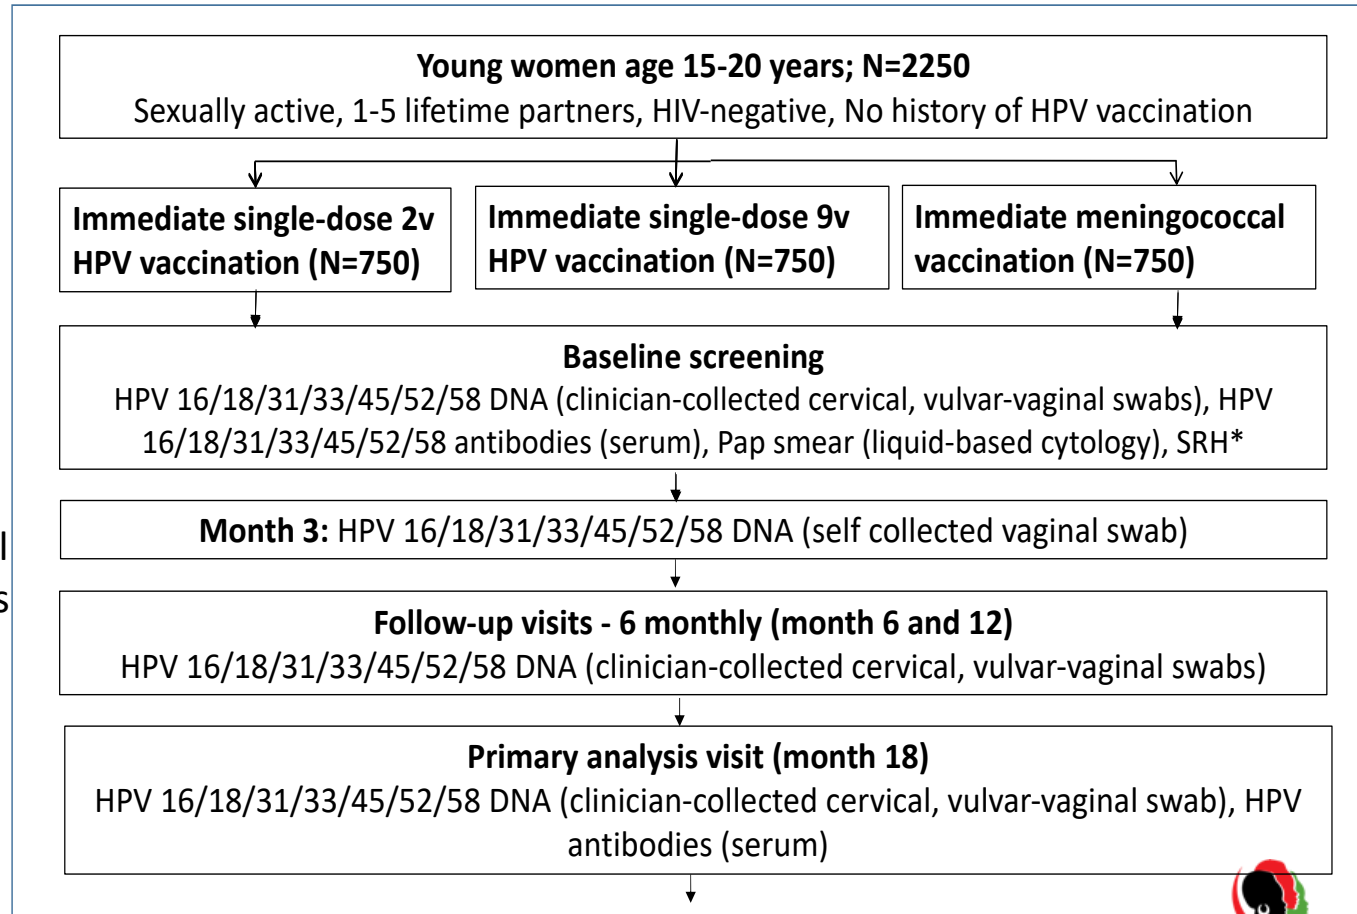 Young women age 15-20 years; N=2250
Sexually active, 1-5 lifetime partners, HIV-negative, No history of HPV vaccination
Immediate single-dose 2v
HPV vaccination (N=750)
Immediate single-dose 9v
HPV vaccination (N=750)
Immediate meningococcal
vaccination (N=750)
Baseline screening
HPV 16/18/31/33/45/52/58 DNA (clinician-collected cervical, vulvar-vaginal swabs), HPV
16/18/31/33/45/52/58 antibodies (serum), Pap smear (liquid-based cytology), SRH*
Month 3: HPV 16/18/31/33/45/52/58 DNA (self collected vaginal swab)
Follow-up visits - 6 monthly (month 6 and 12)
HPV 16/18/31/33/45/52/58 DNA (clinician-collected cervical, vulvar-vaginal swabs)
Primary analysis visit (month 18)
HPV 16/18/31/33/45/52/58 DNA (clinician-collected cervical, vulvar-vaginal swab), HPV
antibodies (serum)